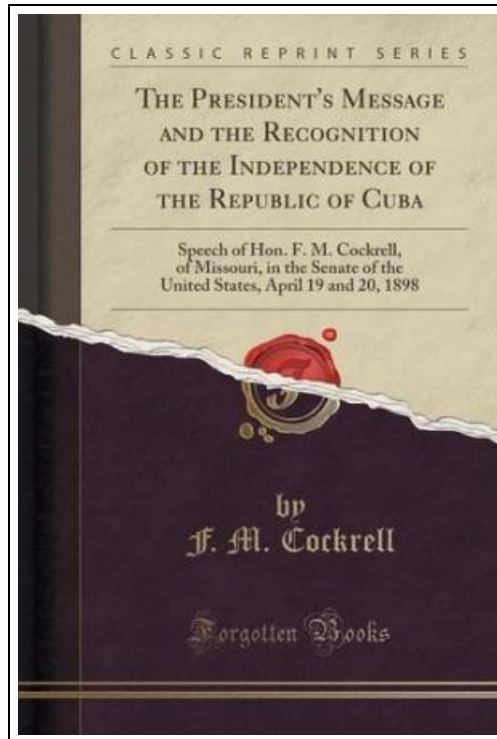 CLASSIC REPRINT SERIES
THE PRESIDENT'S MESSAGE
AND THE RECOGNITION
OF THE INDEPENDENCE OF
THE REPUBLIC OF CUBA
Speech of Hon. F. M. Cockrell,
of Missouri, in the Senate of the
United States, April 19 and 20, 1898
F
by
F. M. Cockrell
Forgotten Books